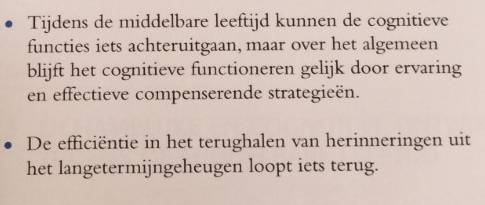 • Tijdens de middelbare leeftijd kunnen de cognitieve
functies iets achteruitgaan, maar over het algemeen
blijft het cognitieve functioneren gelijk door ervaring
en effectieve compenserende strategieën.
• De efficiëntie in het terughalen van herinneringen uit
het langetermijngeheugen loopt iets terug.